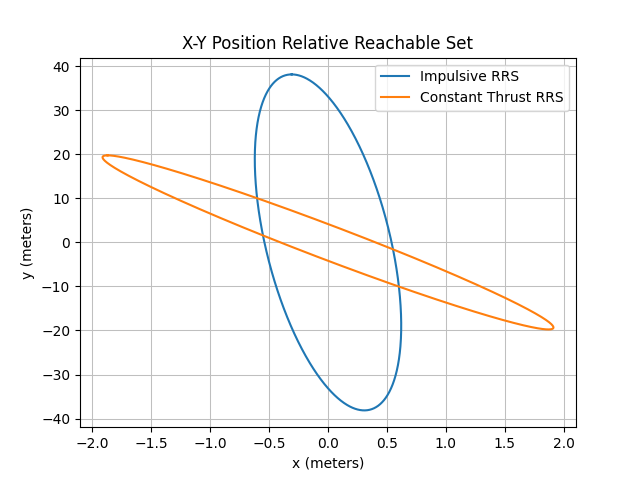 X-Y Position Relative Reachable Set
Impulsive RRS
Constant Thrust RRS
y (meters)
40
30
20
10
0
−10
−20
−30
−40
−2.0 −1.5 −1.0 −0.5 0.0 0.5 1.0 1.5 2.0
x (meters)